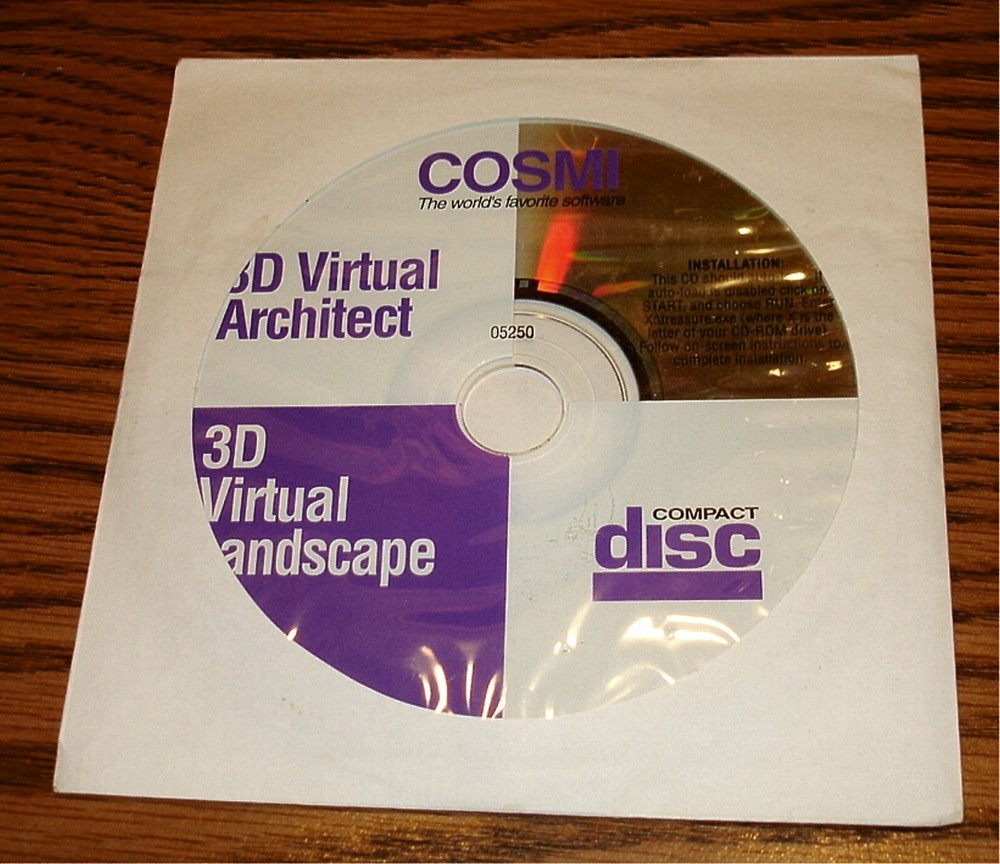 COSMI
The world's favorite software
3D Virtual
Architect
05250
INSTALLATION:
This CD should
auto-load is disabled click on
START, and choose RUN. Enter
X:treasure.exe (where X is the
letter of your CD-ROM drive).
Follow on-screen instructions to
complete installation.
3D
Virtual
andscape
COMPACT
disc